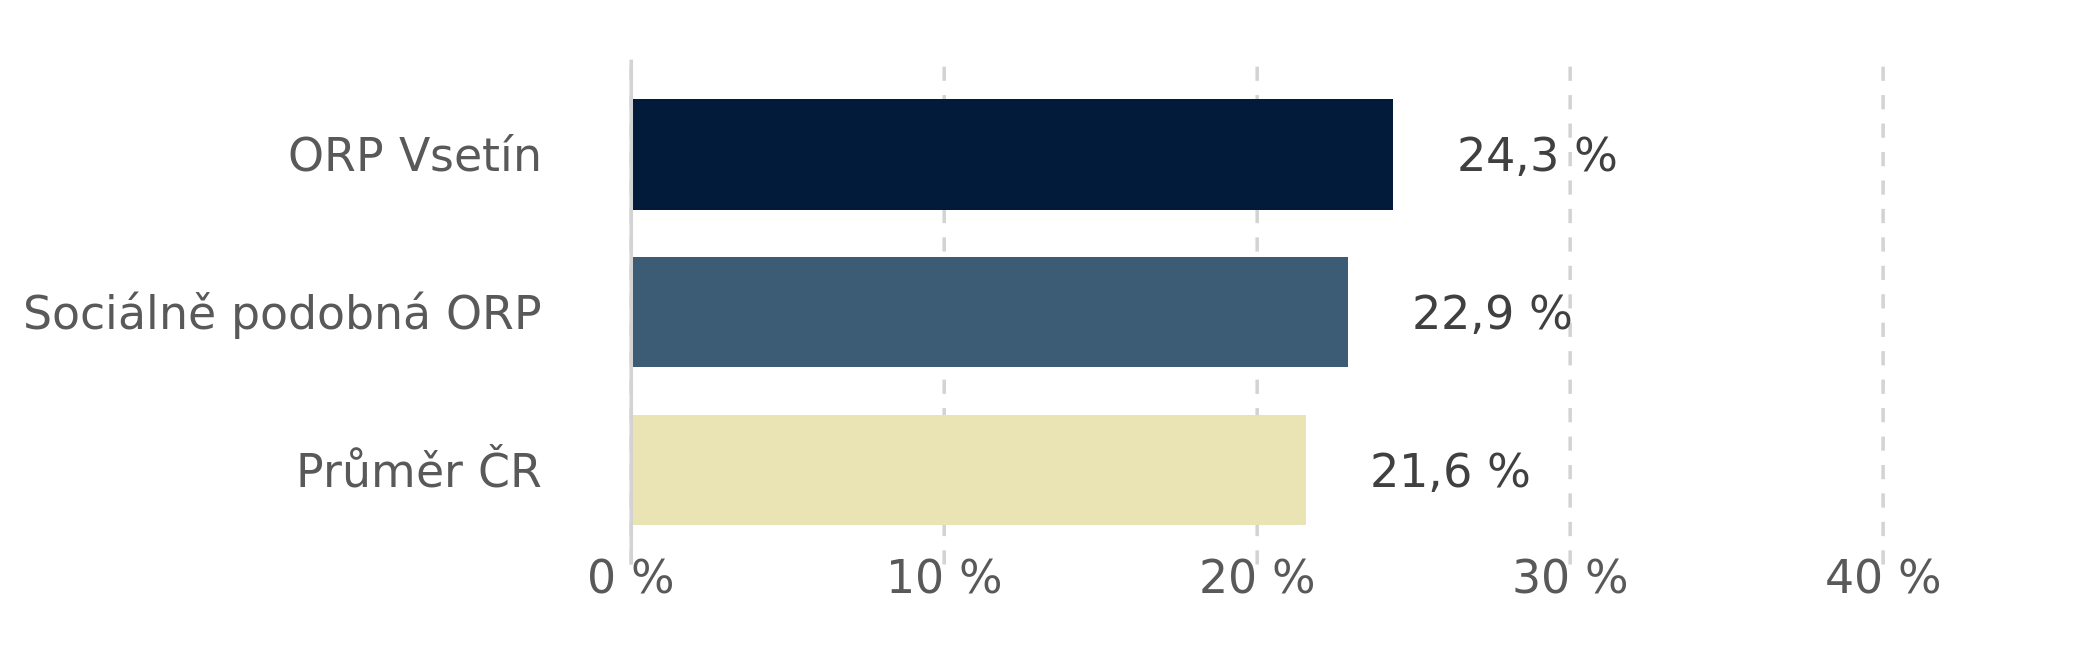 ORP Vsetín
24,3 %
Sociálně podobná ORP
22,9 %
Průměr ČR
21,6 %
0 %
10 %
20 %
30 %
40 %